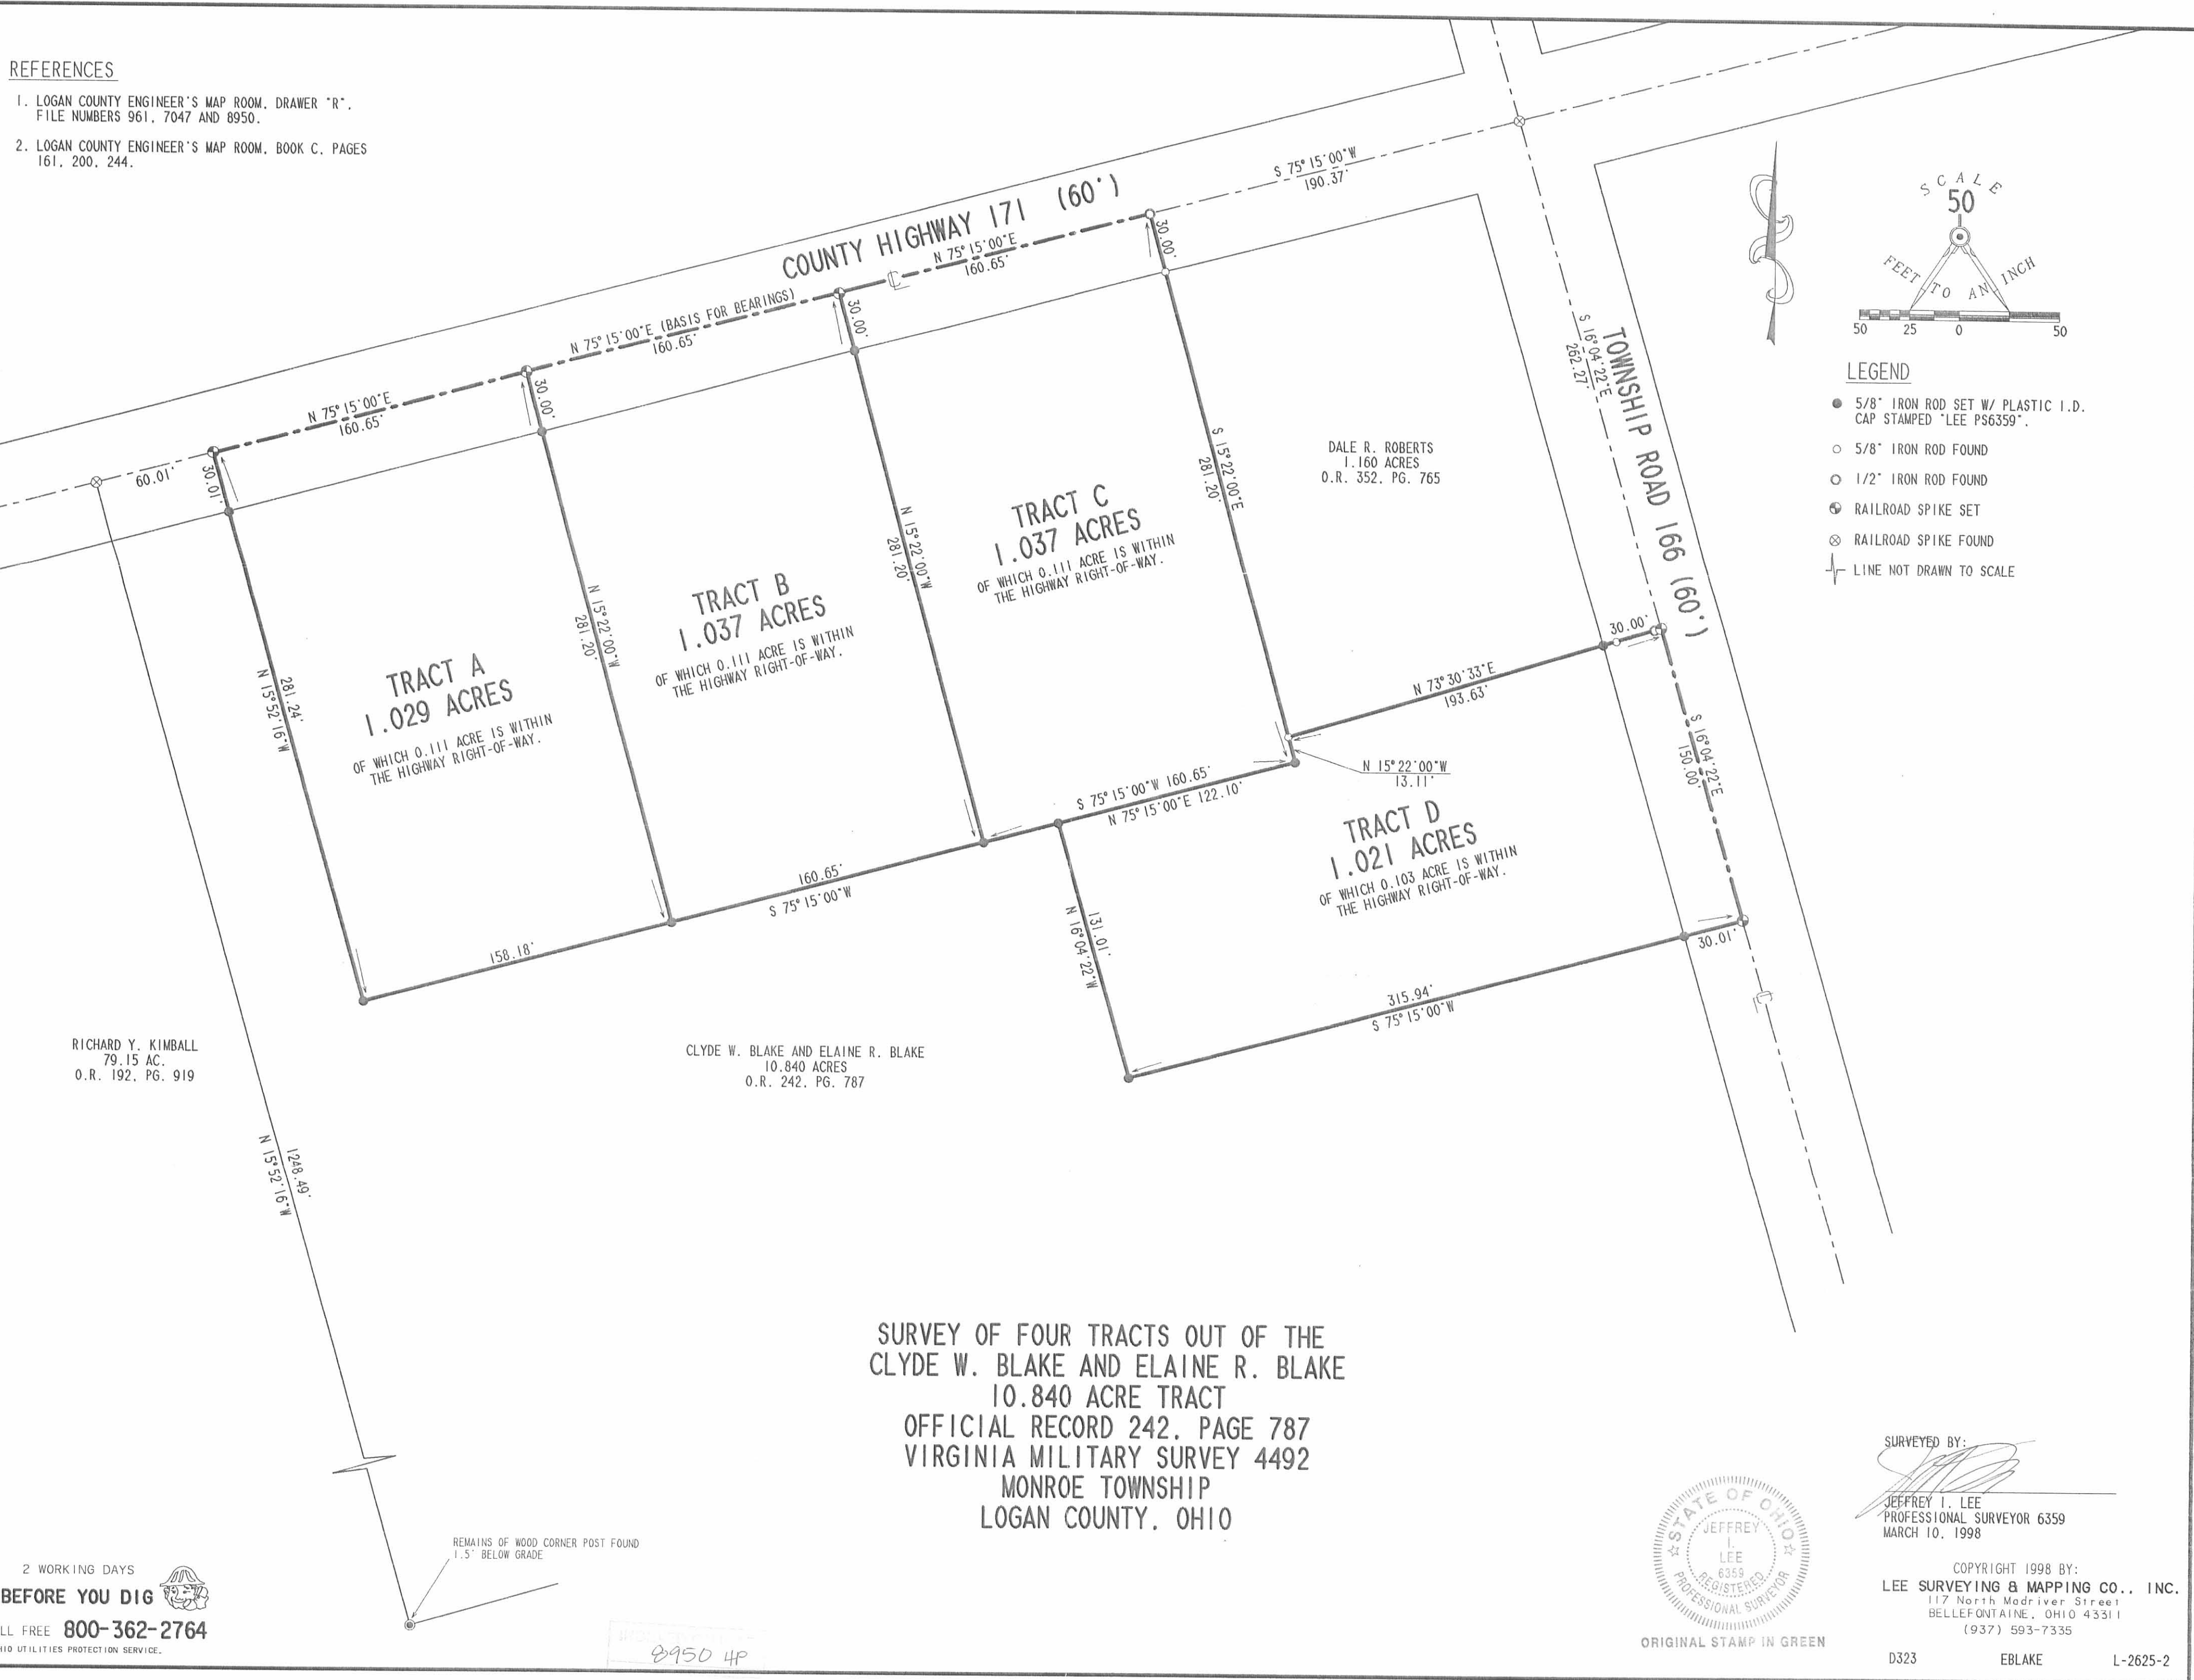 REFERENCES
1. LOGAN COUNTY ENGINEER'S MAP ROOM, DRAWER "R",
FILE NUMBERS 961, 7047 AND 8950.
2. LOGAN COUNTY ENGINEER'S MAP ROOM, BOOK C, PAGES
161, 200, 244.
COUNTY HIGHWAY 171 (60')
S 75°15'00"W
190.37'
N 75°15'00"E
160.65'
N 75°15'00"E (BASIS FOR BEARINGS)
160.65'
N 75°15'00"E
160.65'
60.01'
30.01'
30.00'
30.00'
30.00'
SCALE
50
FEET TO AN INCH
50 25 0 50
LEGEND
5/8" IRON ROD SET W/ PLASTIC I.D.
CAP STAMPED "LEE PS6359".
5/8" IRON ROD FOUND
1/2" IRON ROD FOUND
RAILROAD SPIKE SET
RAILROAD SPIKE FOUND
LINE NOT DRAWN TO SCALE
TOWNSHIP ROAD 166 (60')
S 16°04'22"E
262.27'
DALE R. ROBERTS
1.160 ACRES
O.R. 352, PG. 765
S 15°22'00"E
281.20'
TRACT C
1.037 ACRES
OF WHICH 0.111 ACRE IS WITHIN
THE HIGHWAY RIGHT-OF-WAY.
N 15°22'00"W
281.20'
TRACT B
1.037 ACRES
OF WHICH 0.111 ACRE IS WITHIN
THE HIGHWAY RIGHT-OF-WAY.
N 15°22'00"W
281.20'
TRACT A
1.029 ACRES
OF WHICH 0.111 ACRE IS WITHIN
THE HIGHWAY RIGHT-OF-WAY.
281.24'
N 15°52'16"W
30.00'
N 73°30'33"E
193.63'
S 16°04'22"E
150.00'
N 15°22'00"W
13.11'
S 75°15'00"W 160.65'
N 75°15'00"E 122.10'
TRACT D
1.021 ACRES
OF WHICH 0.103 ACRE IS WITHIN
THE HIGHWAY RIGHT-OF-WAY.
160.65'
S 75°15'00"W
158.18'
131.01'
N 16°04'22"W
30.01'
315.94'
S 75°15'00"W
RICHARD Y. KIMBALL
79.15 AC.
O.R. 192, PG. 919
CLYDE W. BLAKE AND ELAINE R. BLAKE
10.840 ACRES
O.R. 242, PG. 787
1248.49'
N 15°52'16"W
SURVEY OF FOUR TRACTS OUT OF THE
CLYDE W. BLAKE AND ELAINE R. BLAKE
10.840 ACRE TRACT
OFFICIAL RECORD 242, PAGE 787
VIRGINIA MILITARY SURVEY 4492
MONROE TOWNSHIP
LOGAN COUNTY, OHIO
REMAINS OF WOOD CORNER POST FOUND
1.5' BELOW GRADE
2 WORKING DAYS
BEFORE YOU DIG
LL FREE 800-362-2764
HIO UTILITIES PROTECTION SERVICE.
8950 4P
STATE OF OHIO
JEFFREY
I.
LEE
6359
REGISTERED
PROFESSIONAL SURVEYOR
ORIGINAL STAMP IN GREEN
SURVEYED BY:
JEFFREY I. LEE
PROFESSIONAL SURVEYOR 6359
MARCH 10, 1998
COPYRIGHT 1998 BY:
LEE SURVEYING & MAPPING CO., INC.
117 North Madriver Street
BELLEFONTAINE, OHIO 43311
(937) 593-7335
D323 EBLAKE L-2625-2